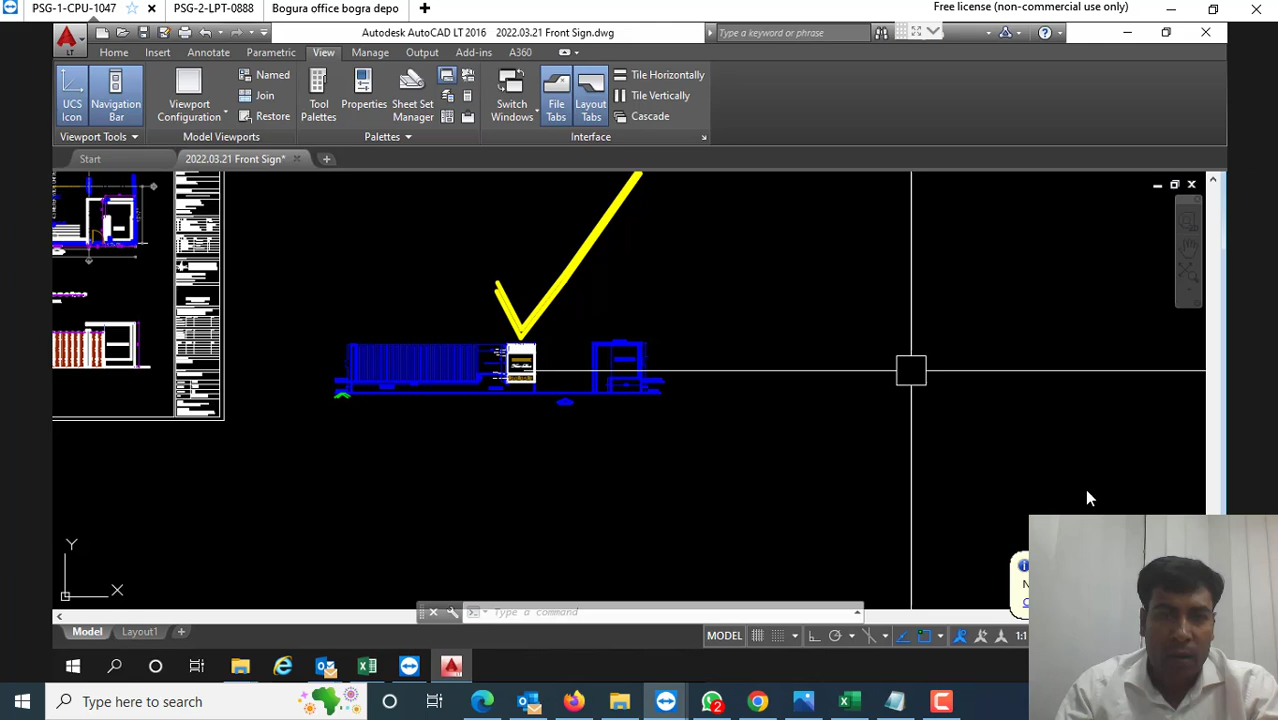 PSG-1-CPU-1047
PSG-2-LPT-0888
Bogura office bogra depo
Free license (non-commercial use only)
Autodesk AutoCAD LT 2016 2022.03.21 Front Sign.dwg
Type a keyword or phrase
Home Insert Annotate Parametric View Manage Output Add-ins A360
UCS Icon
Navigation Bar
Viewport Configuration
Named
Join
Restore
Tool Palettes
Properties
Sheet Set Manager
Switch Windows
File Tabs
Layout Tabs
Tile Horizontally
Tile Vertically
Cascade
Viewport Tools
Model Viewports
Palettes
Interface
Start
2022.03.21 Front Sign*
Y
X
Type a command
Model
Layout1
MODEL
1:1
Type here to search
2